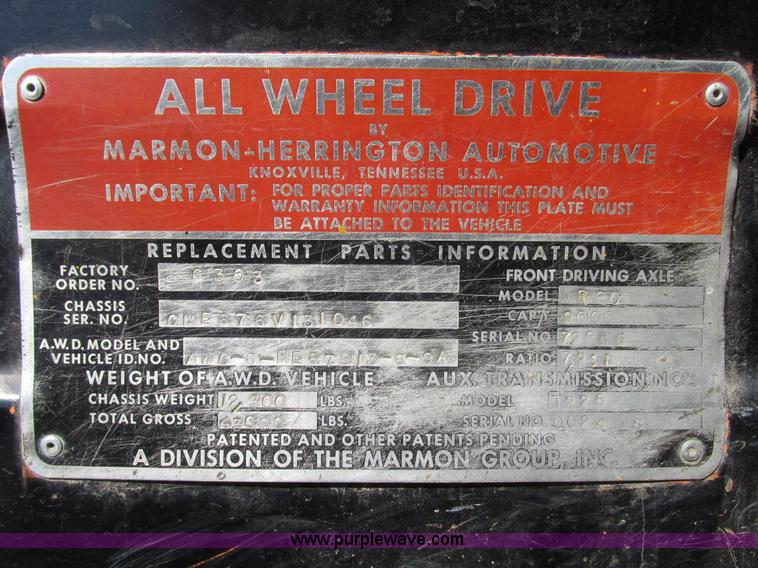 ALL WHEEL DRIVE
BY
MARMON-HERRINGTON AUTOMOTIVE
KNOXVILLE, TENNESSEE U.S.A.
IMPORTANT: FOR PROPER PARTS IDENTIFICATION AND
WARRANTY INFORMATION THIS PLATE MUST
BE ATTACHED TO THE VEHICLE
REPLACEMENT PARTS INFORMATION
FACTORY ORDER NO.
CHASSIS SER. NO. CME676V131046
A.W.D. MODEL AND
VEHICLE ID.NO.
FRONT DRIVING AXLE
MODEL
CAP'Y
SERIAL NO.
RATIO
WEIGHT OF A.W.D. VEHICLE AUX. TRANSMISSION NO'S
CHASSIS WEIGHT LBS. MODEL
TOTAL GROSS LBS. SERIAL NO.
PATENTED AND OTHER PATENTS PENDING
A DIVISION OF THE MARMON GROUP, INC.
www.purplewave.com